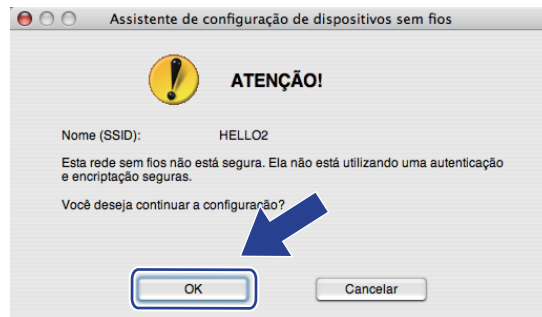 Assistente de configuração de dispositivos sem fios
ATENÇÃO!
Nome (SSID): HELLO2
Esta rede sem fios não está segura. Ela não está utilizando uma autenticação
e encriptação seguras.
Você deseja continuar a configuração?
OK Cancelar